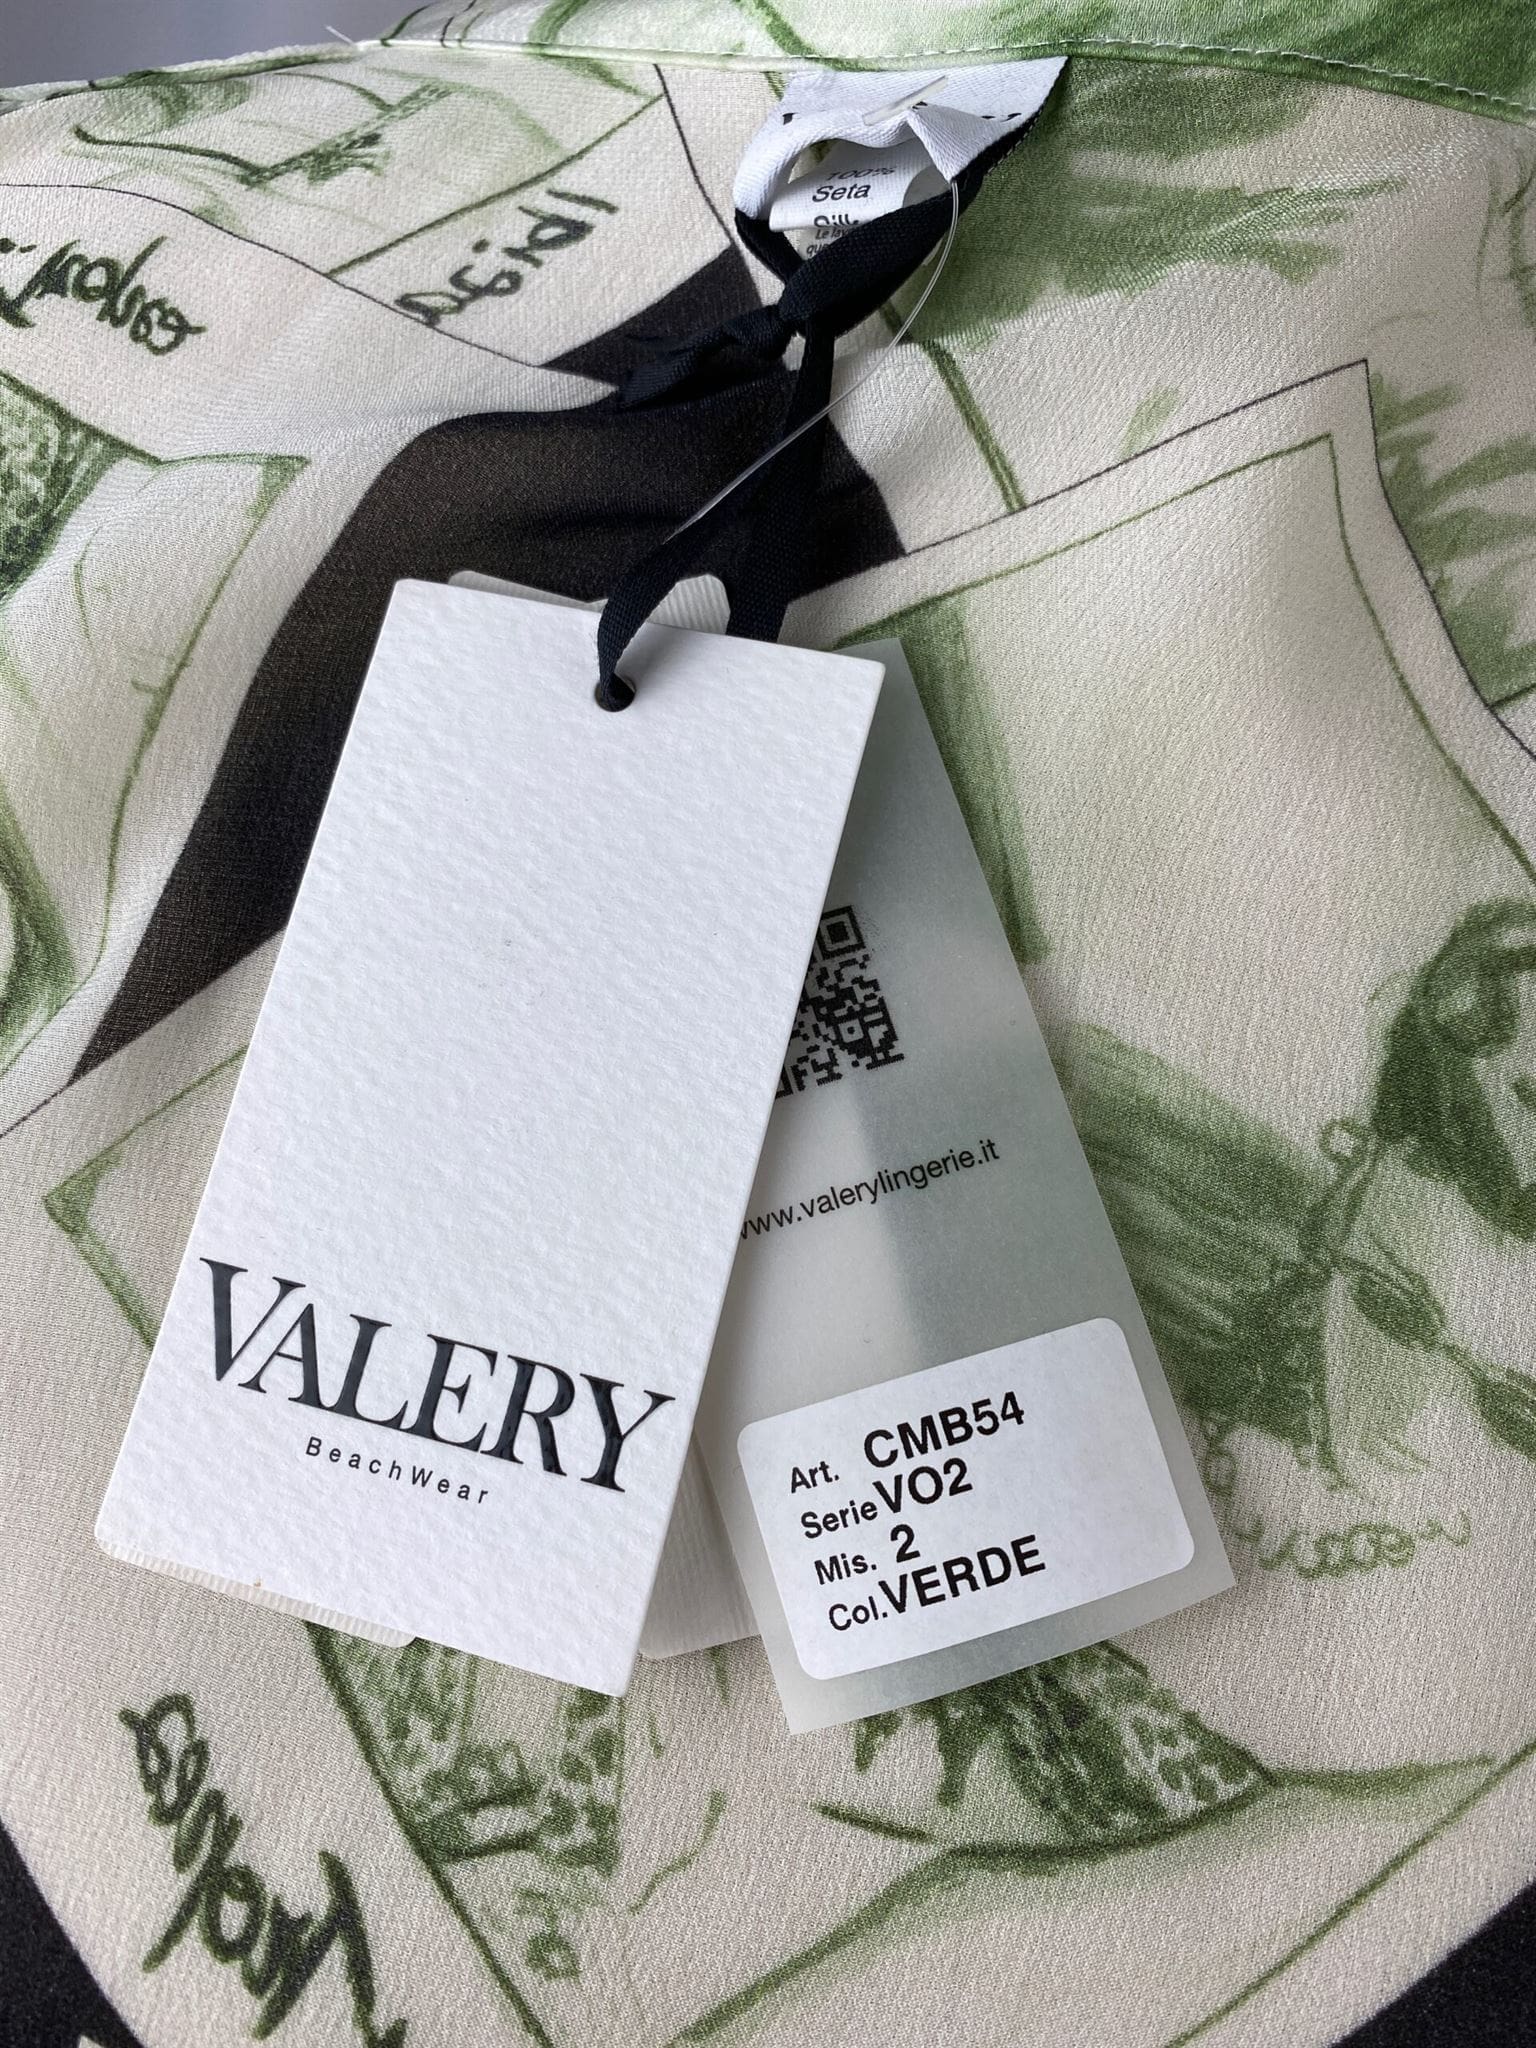 100%
Seta
VALERY
BeachWear
www.valerylingerie.it
Art. CMB54
Serie VO2
Mis. 2
Col. VERDE